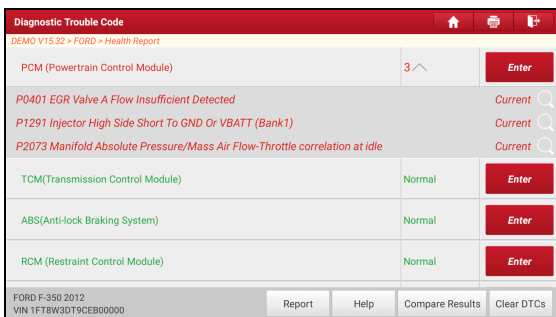 Diagnostic Trouble Code
DEMO V15.32 > FORD > Health Report
PCM (Powertrain Control Module) 3 Enter
P0401 EGR Valve A Flow Insufficient Detected Current
P1291 Injector High Side Short To GND Or VBATT (Bank1) Current
P2073 Manifold Absolute Pressure/Mass Air Flow-Throttle correlation at idle Current
TCM(Transmission Control Module) Normal Enter
ABS(Anti-lock Braking System) Normal Enter
RCM (Restraint Control Module) Normal Enter
FORD F-350 2012
VIN 1FT8W3DT9CEB00000
Report Help Compare Results Clear DTCs